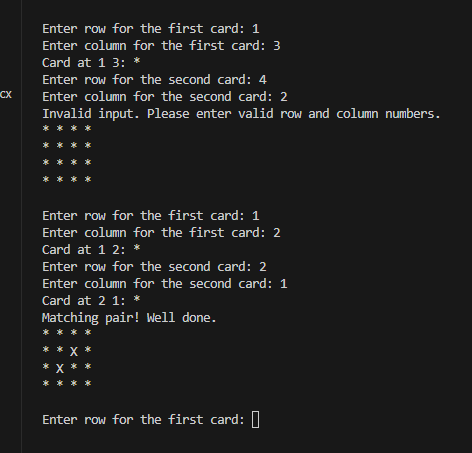 Enter row for the first card: 1
Enter column for the first card: 3
Card at 1 3: *
Enter row for the second card: 4
cx
Enter column for the second card: 2
Invalid input. Please enter valid row and column numbers.
* * * *
* * * *
* * * *
* * * *
Enter row for the first card: 1
Enter column for the first card: 2
Card at 1 2: *
Enter row for the second card: 2
Enter column for the second card: 1
Card at 2 1: *
Matching pair! Well done.
* * * *
* * X *
* X * *
* * * *
Enter row for the first card: